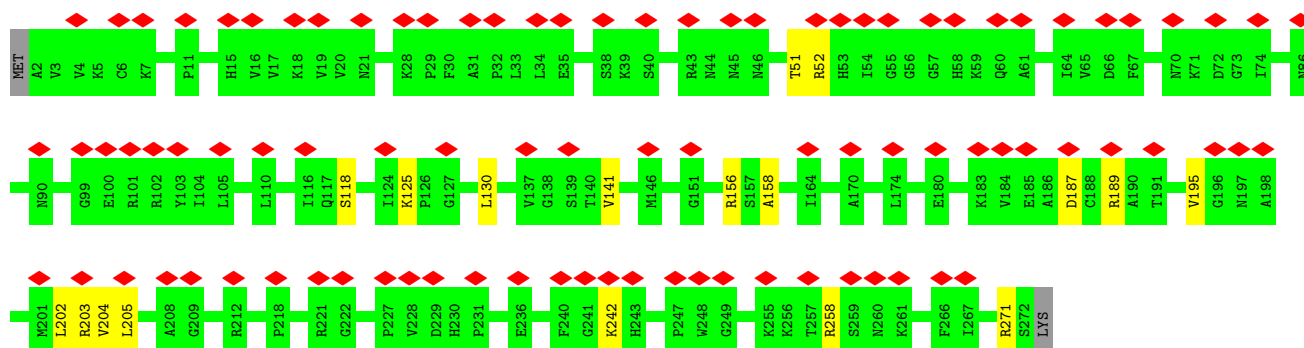 MET A2 V3 V4 K5 C6 K7 P11 H15 V16 V17 K18 V19 V20 N21 K28 P29 F30 A31 P32 L33 L34 E35 S38 K39 S40 R43 N44 N45 N46 T51 R52 H53 I54 G55 G56 G57 H58 K59 Q60 A61 I64 V65 D66 F67 N70 K71 D72 G73 I74 N86
N90 G99 E100 R101 R102 Y103 I104 L105 L110 I116 Q117 S118 I124 K125 P126 G127 L130 V137 G138 S139 T140 V141 M146 G151 R156 S157 A158 I164 A170 L174 E180 K183 V184 E185 A186 D187 C188 R189 A190 T191 V195 G196 N197 A198
M201 L202 R203 V204 L205 A208 G209 R212 P218 R221 G222 P227 V228 D229 H230 P231 E236 F240 G241 K242 H243 P247 W248 G249 K255 K256 T257 R258 S259 N260 K261 F266 I267 R271 S272 LYS